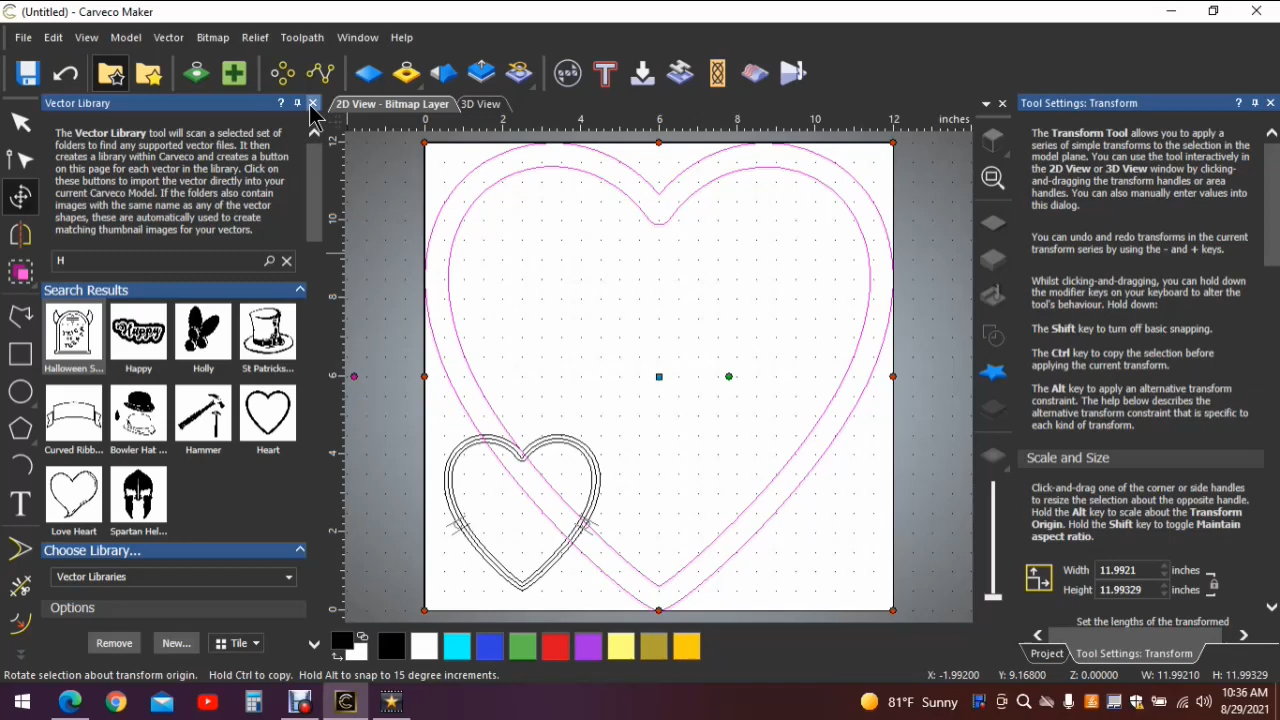 (Untitled) - Carveco Maker
File Edit View Model Vector Bitmap Relief Toolpath Window Help
Vector Library ?
2D View - Bitmap Layer 3D View
Tool Settings: Transform ?
The Vector Library tool will scan a selected set
of folders to find any supported vector files. It then
creates a library within Carveco and creates a button
on this page for each vector in the library. Click on
these buttons to import the vector directly into your
current Carveco Model. If the folders also contain
images with the same name as any of the vector
shapes, these are automatically used to create
matching thumbnail images for your vectors.
H
Search Results
Happy
Halloween S... Happy Holly St Patricks...
Curved Ribb... Bowler Hat ... Hammer Heart
Love Heart Spartan Hel...
Choose Library...
Vector Libraries
Options
Remove New... Tile
0 2 4 6 8 10 12 inches
12
10
8
6
4
2
0
The Transform Tool allows you to apply a
series of simple transforms to the selection in
the model plane. You can use the tool interactively in
the 2D View or 3D View window by clicking-
and-dragging the transform handles or area
handles. You can also manually enter values into
this dialog.
You can undo and redo transforms in the current
transform series by using the - and + keys.
Whilst clicking-and-dragging, you can hold down
the modifier keys on your keyboard to alter the
tool's behaviour. Hold down:
The Shift key to turn off basic snapping.
The Ctrl key to copy the selection before
applying the current transform.
The Alt key to apply an alternative transform
constraint. The help below describes the
alternative transform constraint that is specific to
each kind of transform.
Scale and Size
Click-and-drag one of the corner or side handles
to resize the selection about the opposite handle.
Hold the Alt key to scale about the Transform
Origin. Hold the Shift key to toggle Maintain
aspect ratio.
Width 11.9921 inches
Height 11.99329 inches
Set the lengths of the transformed
Project Tool Settings: Transform
Rotate selection about transform origin. Hold Ctrl to copy. Hold Alt to snap to 15 degree increments.
X: -1.99200 Y: 9.16800 Z: 0.00000 W: 11.99210 H: 11.99329
81°F Sunny
10:36 AM
8/29/2021